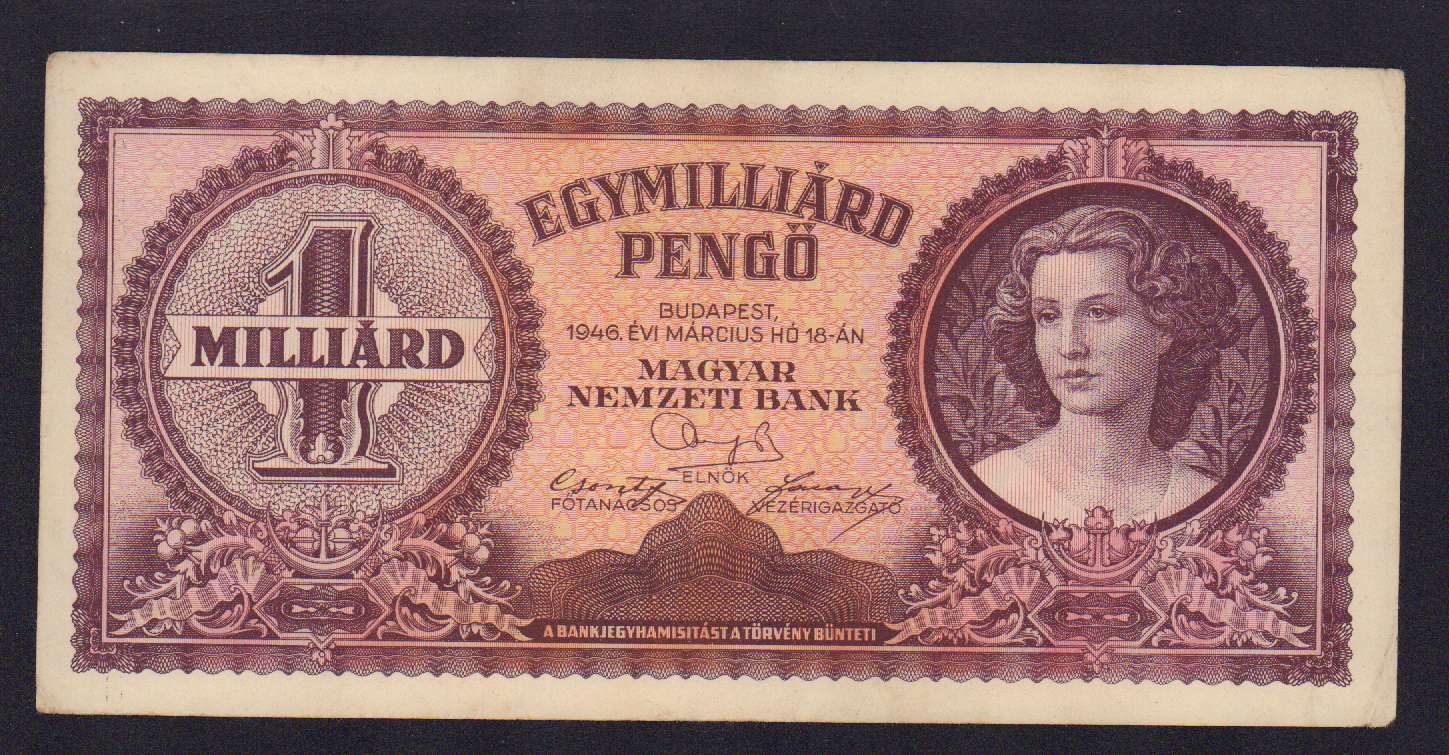 1
MILLIÁRD
EGYMILLIÁRD
PENGŐ
BUDAPEST,
1946. ÉVI MÁRCIUS HÓ 18-ÁN
MAGYAR
NEMZETI BANK
ELNÖK
FŐTANÁCSOS
VEZÉRIGAZGATÓ
A BANKJEGYHAMISITÁST A TÖRVÉNY BÜNTETI